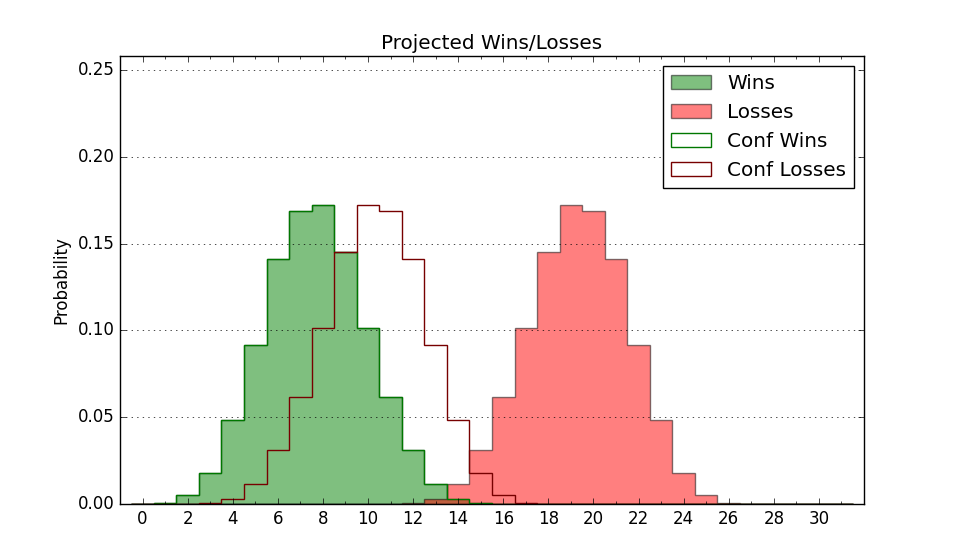 Projected Wins/Losses
0.25
0.20
0.15
0.10
0.05
0.00
Probability
Wins
Losses
Conf Wins
Conf Losses
0 2 4 6 8 10 12 14 16 18 20 22 24 26 28 30